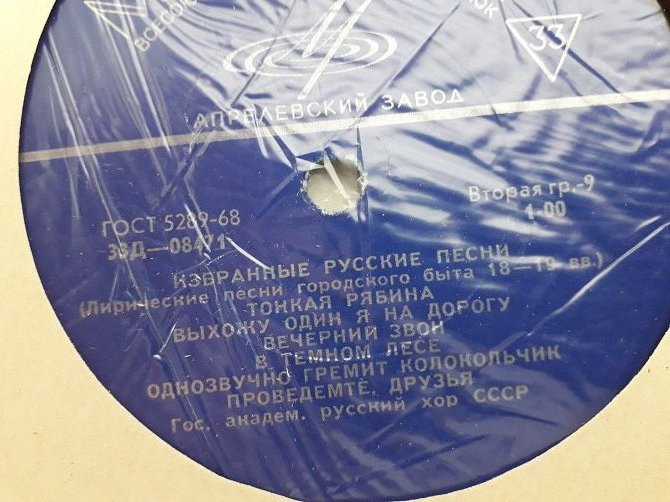 33
АПРЕЛЕВСКИЙ ЗАВОД
ГОСТ 5289-68
33Д—08471
Вторая гр.-9
1-00
ИЗБРАННЫЕ РУССКИЕ ПЕСНИ
(Лирические песни городского быта 18—19 вв.)
ТОНКАЯ РЯБИНА
ВЫХОЖУ ОДИН Я НА ДОРОГУ
ВЕЧЕРНИЙ ЗВОН
В ТЕМНОМ ЛЕСЕ
ОДНОЗВУЧНО ГРЕМИТ КОЛОКОЛЬЧИК
ПРОВЕДЕМТЕ, ДРУЗЬЯ
Гос. академ. русский хор СССР